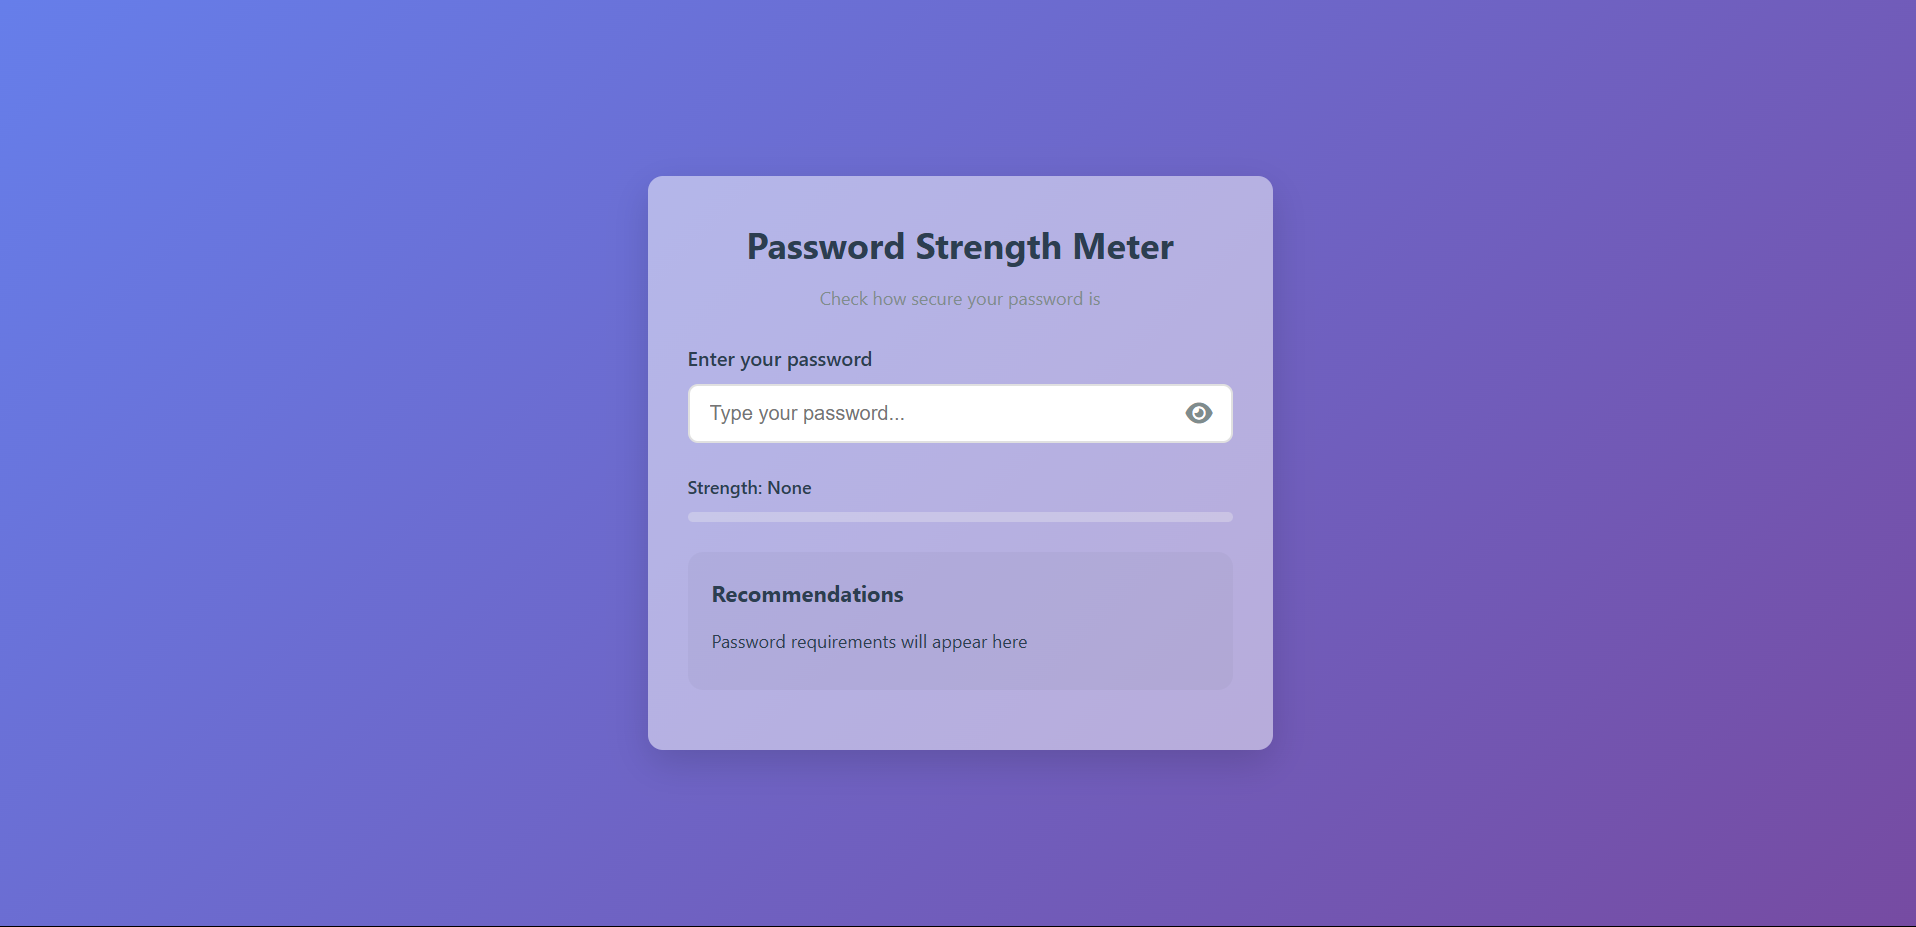 Password Strength Meter
Check how secure your password is
Enter your password
Type your password...
Strength: None
Recommendations
Password requirements will appear here